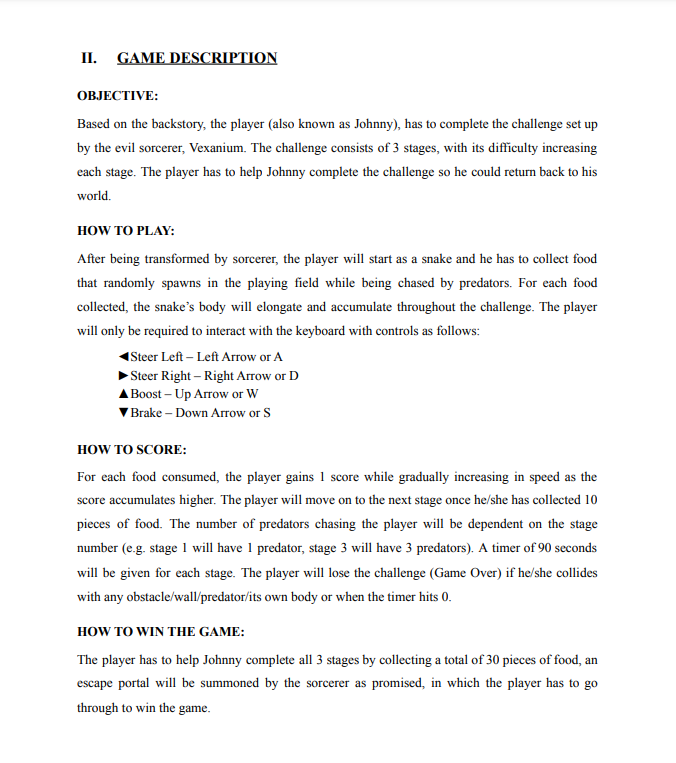 II. GAME DESCRIPTION
OBJECTIVE:
Based on the backstory, the player (also known as Johnny), has to complete the challenge set up
by the evil sorcerer, Vexanium. The challenge consists of 3 stages, with its difficulty increasing
each stage. The player has to help Johnny complete the challenge so he could return back to his
world.
HOW TO PLAY:
After being transformed by sorcerer, the player will start as a snake and he has to collect food
that randomly spawns in the playing field while being chased by predators. For each food
collected, the snake's body will elongate and accumulate throughout the challenge. The player
will only be required to interact with the keyboard with controls as follows:
◀Steer Left – Left Arrow or A
▶Steer Right – Right Arrow or D
▲Boost – Up Arrow or W
▼Brake – Down Arrow or S
HOW TO SCORE:
For each food consumed, the player gains 1 score while gradually increasing in speed as the
score accumulates higher. The player will move on to the next stage once he/she has collected 10
pieces of food. The number of predators chasing the player will be dependent on the stage
number (e.g. stage 1 will have 1 predator, stage 3 will have 3 predators). A timer of 90 seconds
will be given for each stage. The player will lose the challenge (Game Over) if he/she collides
with any obstacle/wall/predator/its own body or when the timer hits 0.
HOW TO WIN THE GAME:
The player has to help Johnny complete all 3 stages by collecting a total of 30 pieces of food, an
escape portal will be summoned by the sorcerer as promised, in which the player has to go
through to win the game.